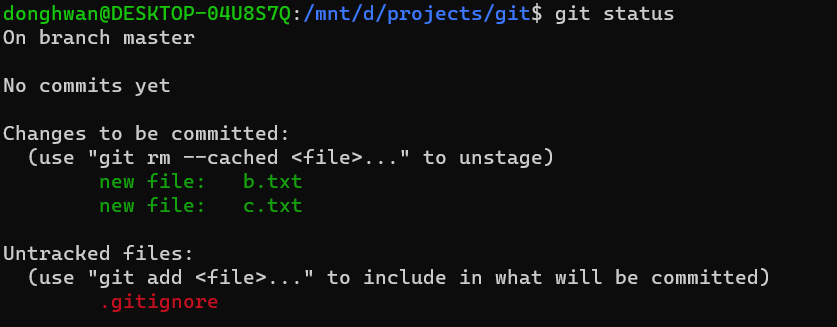 donghwan@DESKTOP-04U8S7Q:/mnt/d/projects/git$ git status
On branch master
No commits yet
Changes to be committed:
(use "git rm --cached <file>..." to unstage)
new file: b.txt
new file: c.txt
Untracked files:
(use "git add <file>..." to include in what will be committed)
.gitignore